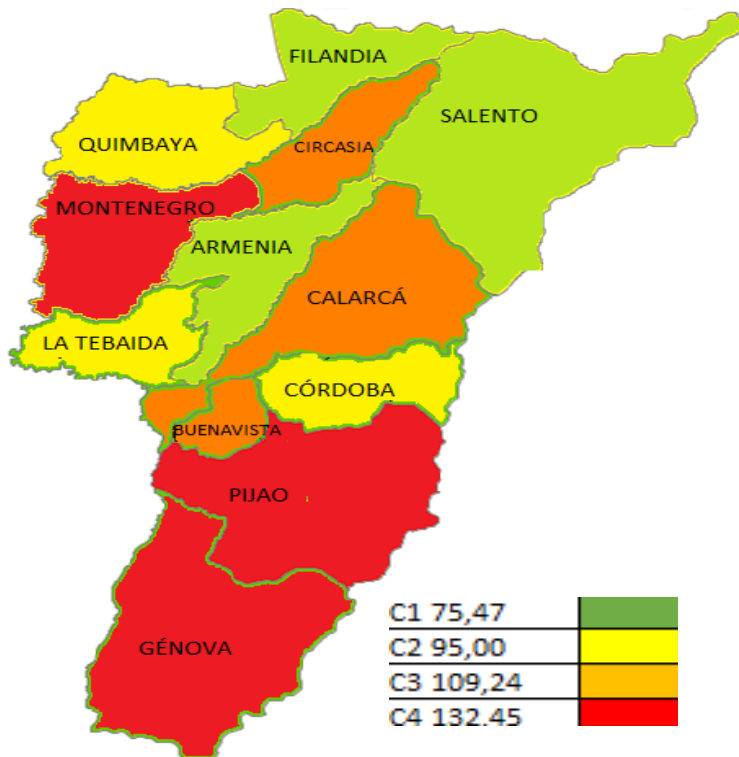 FILANDIA
SALENTO
QUIMBAYA
CIRCASIA
MONTENEGRO
ARMENIA
CALARCÁ
LA TEBAIDA
CÓRDOBA
BUENAVISTA
PIJAO
GÉNOVA
C1 75,47
C2 95,00
C3 109,24
C4 132.45